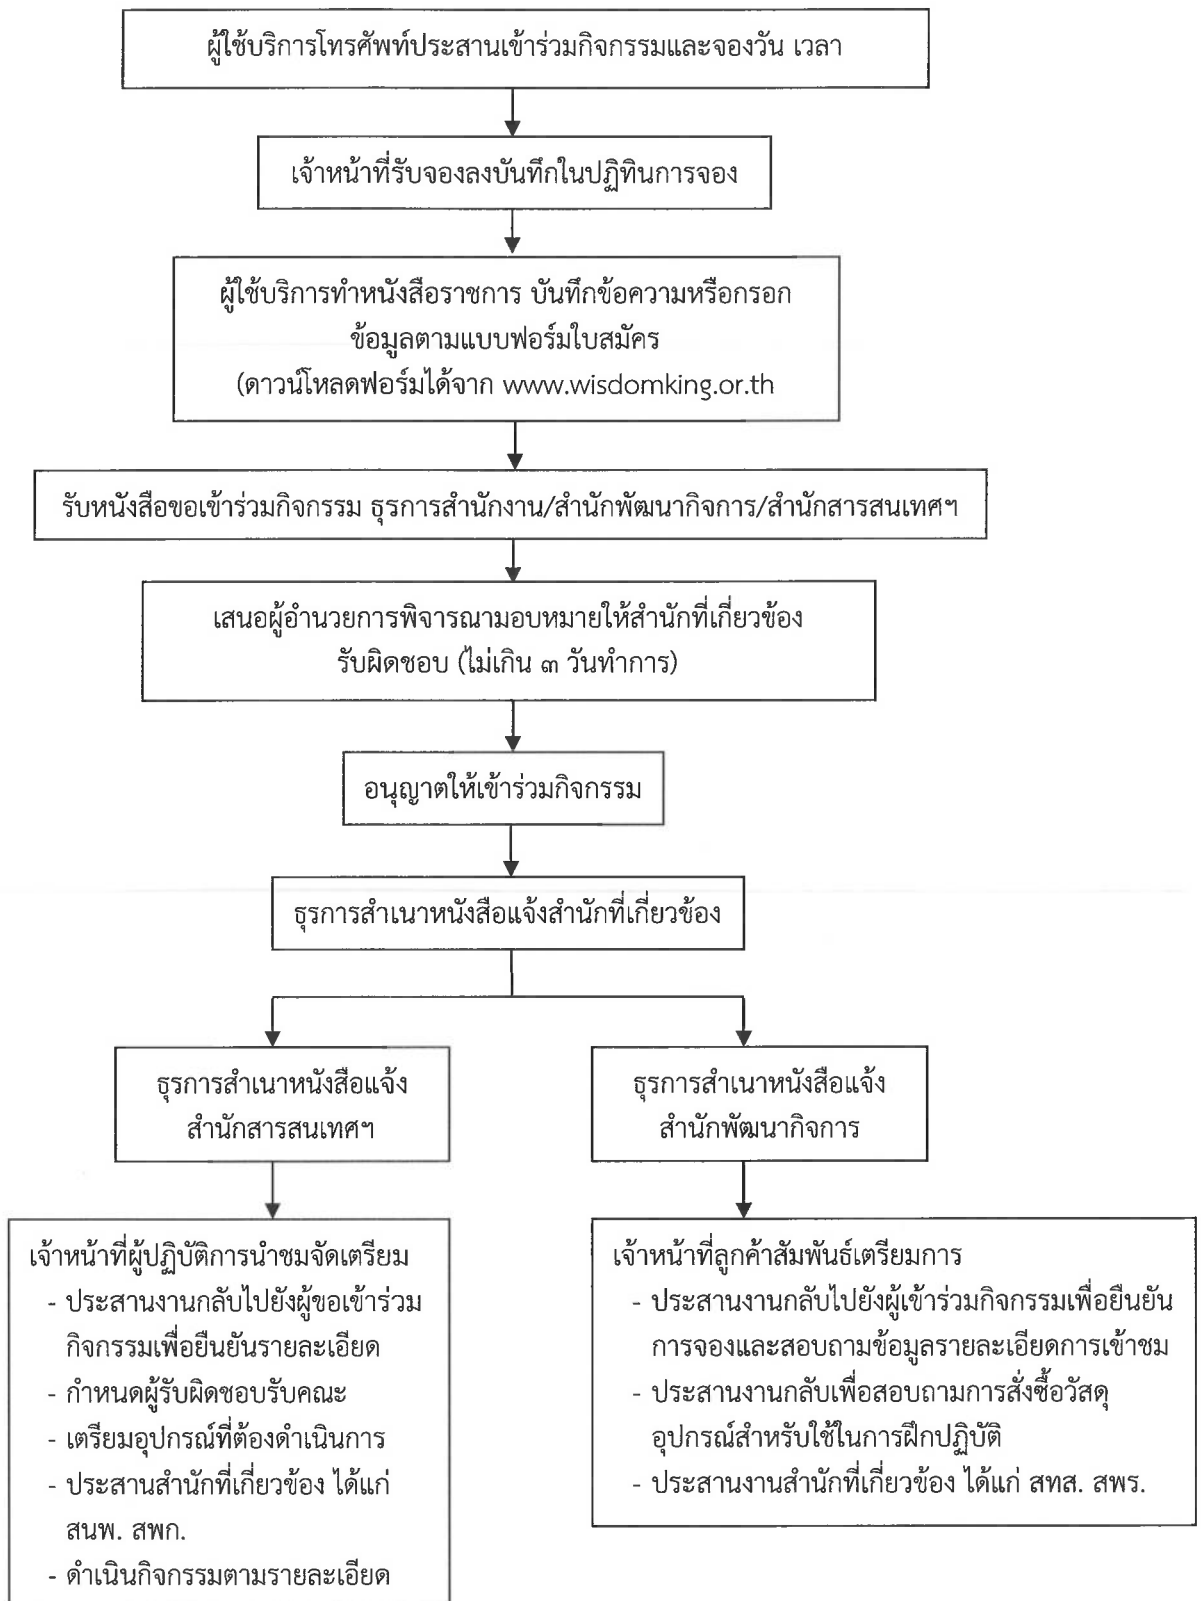 ผู้ใช้บริการโทรศัพท์ประสานเข้าร่วมกิจกรรมและจองวัน เวลา
เจ้าหน้าที่รับจองลงบันทึกในปฏิทินการจอง
ผู้ใช้บริการทำหนังสือราชการ บันทึกข้อความหรือกรอก
ข้อมูลตามแบบฟอร์มใบสมัคร
(ดาวน์โหลดฟอร์มได้จาก www.wisdomking.or.th
รับหนังสือขอเข้าร่วมกิจกรรม ธุรการสำนักงาน/สำนักพัฒนากิจการ/สำนักสารสนเทศฯ
เสนอผู้อำนวยการพิจารณามอบหมายให้สำนักที่เกี่ยวข้อง
รับผิดชอบ (ไม่เกิน ๓ วันทำการ)
อนุญาตให้เข้าร่วมกิจกรรม
ธุรการสำเนาหนังสือแจ้งสำนักที่เกี่ยวข้อง
ธุรการสำเนาหนังสือแจ้ง
สำนักสารสนเทศฯ
ธุรการสำเนาหนังสือแจ้ง
สำนักพัฒนากิจการ
เจ้าหน้าที่ผู้ปฏิบัติการนำชมจัดเตรียม
- ประสานงานกลับไปยังผู้ขอเข้าร่วม
กิจกรรมเพื่อยืนยันรายละเอียด
- กำหนดผู้รับผิดชอบรับคณะ
- เตรียมอุปกรณ์ที่ต้องดำเนินการ
- ประสานสำนักที่เกี่ยวข้อง ได้แก่
สนพ. สพก.
- ดำเนินกิจกรรมตามรายละเอียด
เจ้าหน้าที่ลูกค้าสัมพันธ์เตรียมการ
- ประสานงานกลับไปยังผู้เข้าร่วมกิจกรรมเพื่อยืนยัน
การจองและสอบถามข้อมูลรายละเอียดการเข้าชม
- ประสานงานกลับเพื่อสอบถามการสั่งซื้อวัสดุ
อุปกรณ์สำหรับใช้ในการฝึกปฏิบัติ
- ประสานงานสำนักที่เกี่ยวข้อง ได้แก่ สทส. สพร.